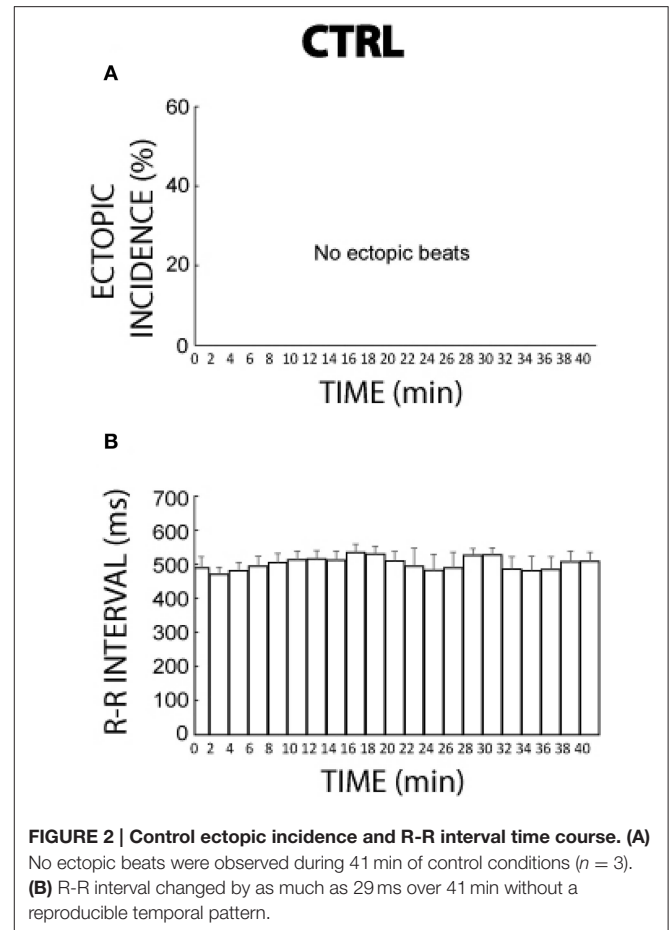 CTRL
A
60
40
20
0
ECTOPIC
INCIDENCE (%)
No ectopic beats
0 2 4 6 8 10 12 14 16 18 20 22 24 26 28 30 32 34 36 38 40
TIME (min)
B
700
600
500
400
300
200
100
0
R-R INTERVAL (ms)
0 2 4 6 8 10 12 14 16 18 20 22 24 26 28 30 32 34 36 38 40
TIME (min)
FIGURE 2 | Control ectopic incidence and R-R interval time course. (A)
No ectopic beats were observed during 41 min of control conditions (n = 3).
(B) R-R interval changed by as much as 29 ms over 41 min without a
reproducible temporal pattern.